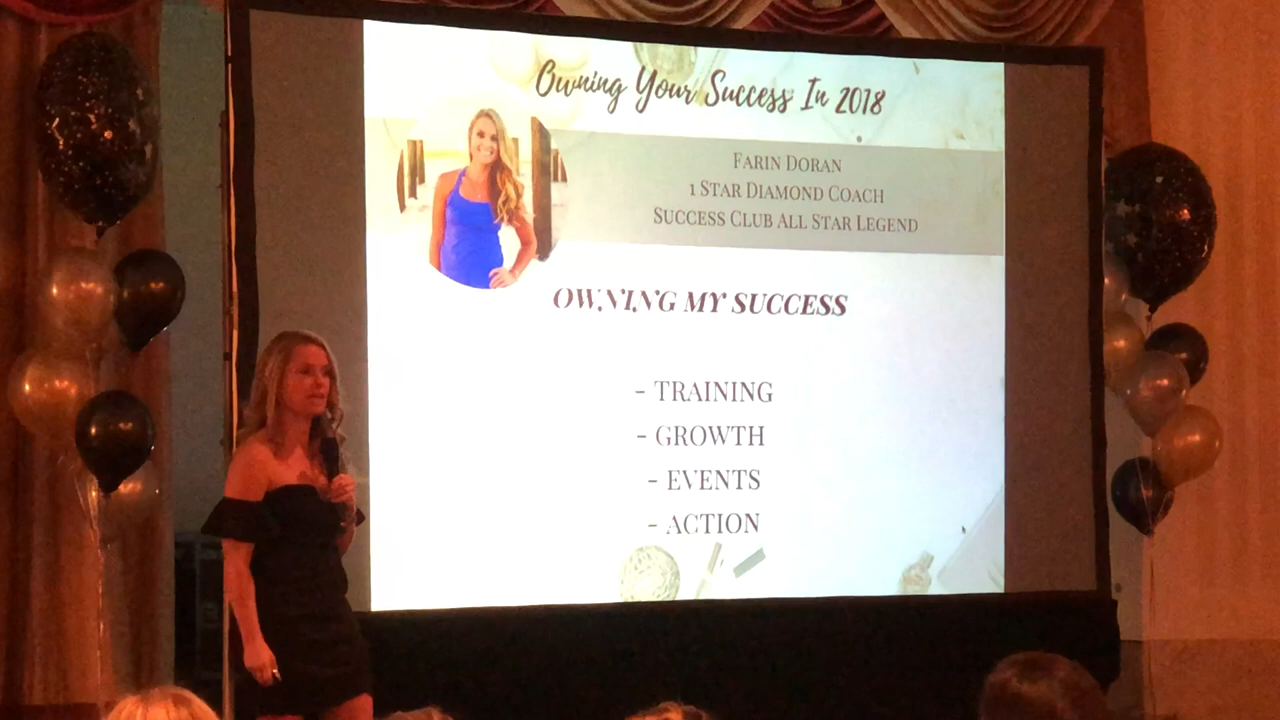 Owning Your Success In 2018
FARIN DORAN
1 STAR DIAMOND COACH
SUCCESS CLUB ALL STAR LEGEND
OWNING MY SUCCESS
- TRAINING
- GROWTH
- EVENTS
- ACTION